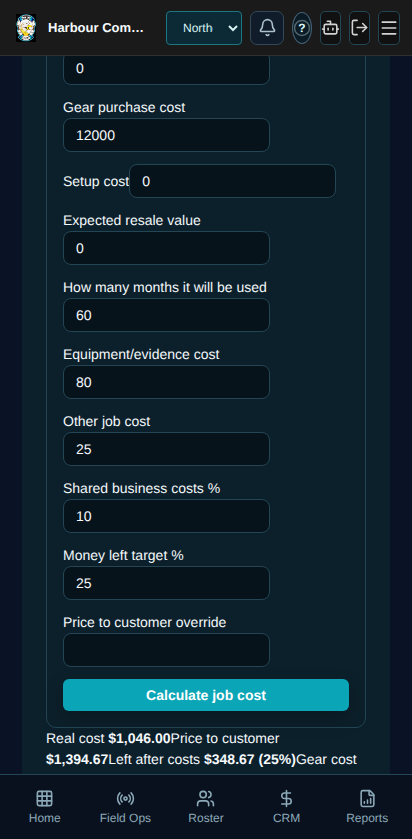 Harbour Com...
North
?
0
Gear purchase cost
12000
Setup cost 0
Expected resale value
0
How many months it will be used
60
Equipment/evidence cost
80
Other job cost
25
Shared business costs %
10
Money left target %
25
Price to customer override
Calculate job cost
Real cost $1,046.00Price to customer
$1,394.67Left after costs $348.67 (25%)Gear cost
Home Field Ops Roster CRM Reports